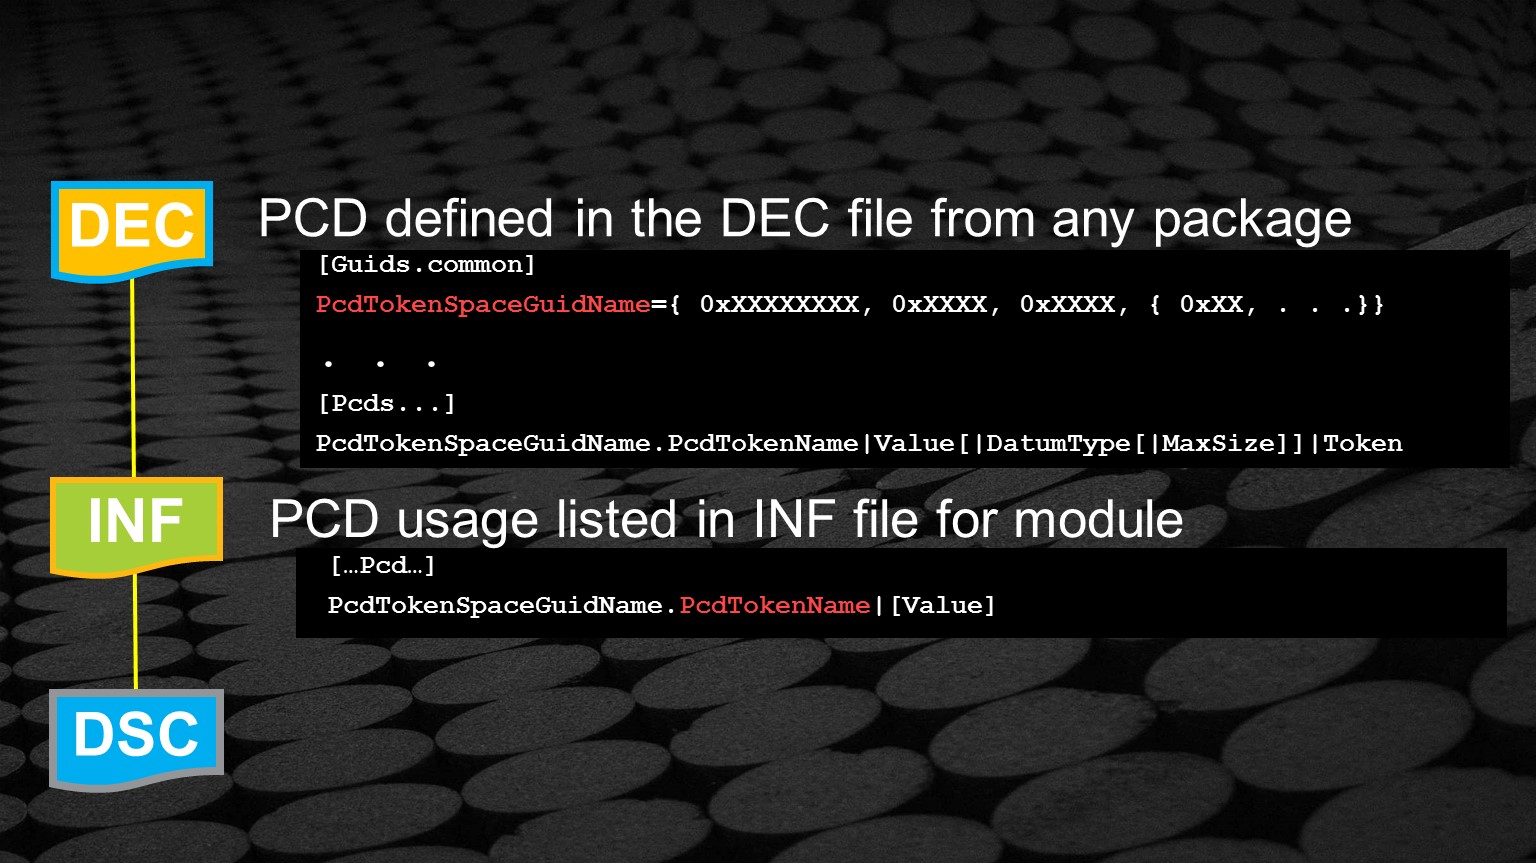 DEC
PCD defined in the DEC file from any package
[Guids.common]
PcdTokenSpaceGuidName={ 0xXXXXXXXX, 0xXXXX, 0xXXXX, { 0xXX, . . .}}
. . .
[Pcds...]
PcdTokenSpaceGuidName.PcdTokenName|Value[|DatumType[|MaxSize]]|Token
INF
PCD usage listed in INF file for module
[…Pcd…]
PcdTokenSpaceGuidName.PcdTokenName|[Value]
DSC